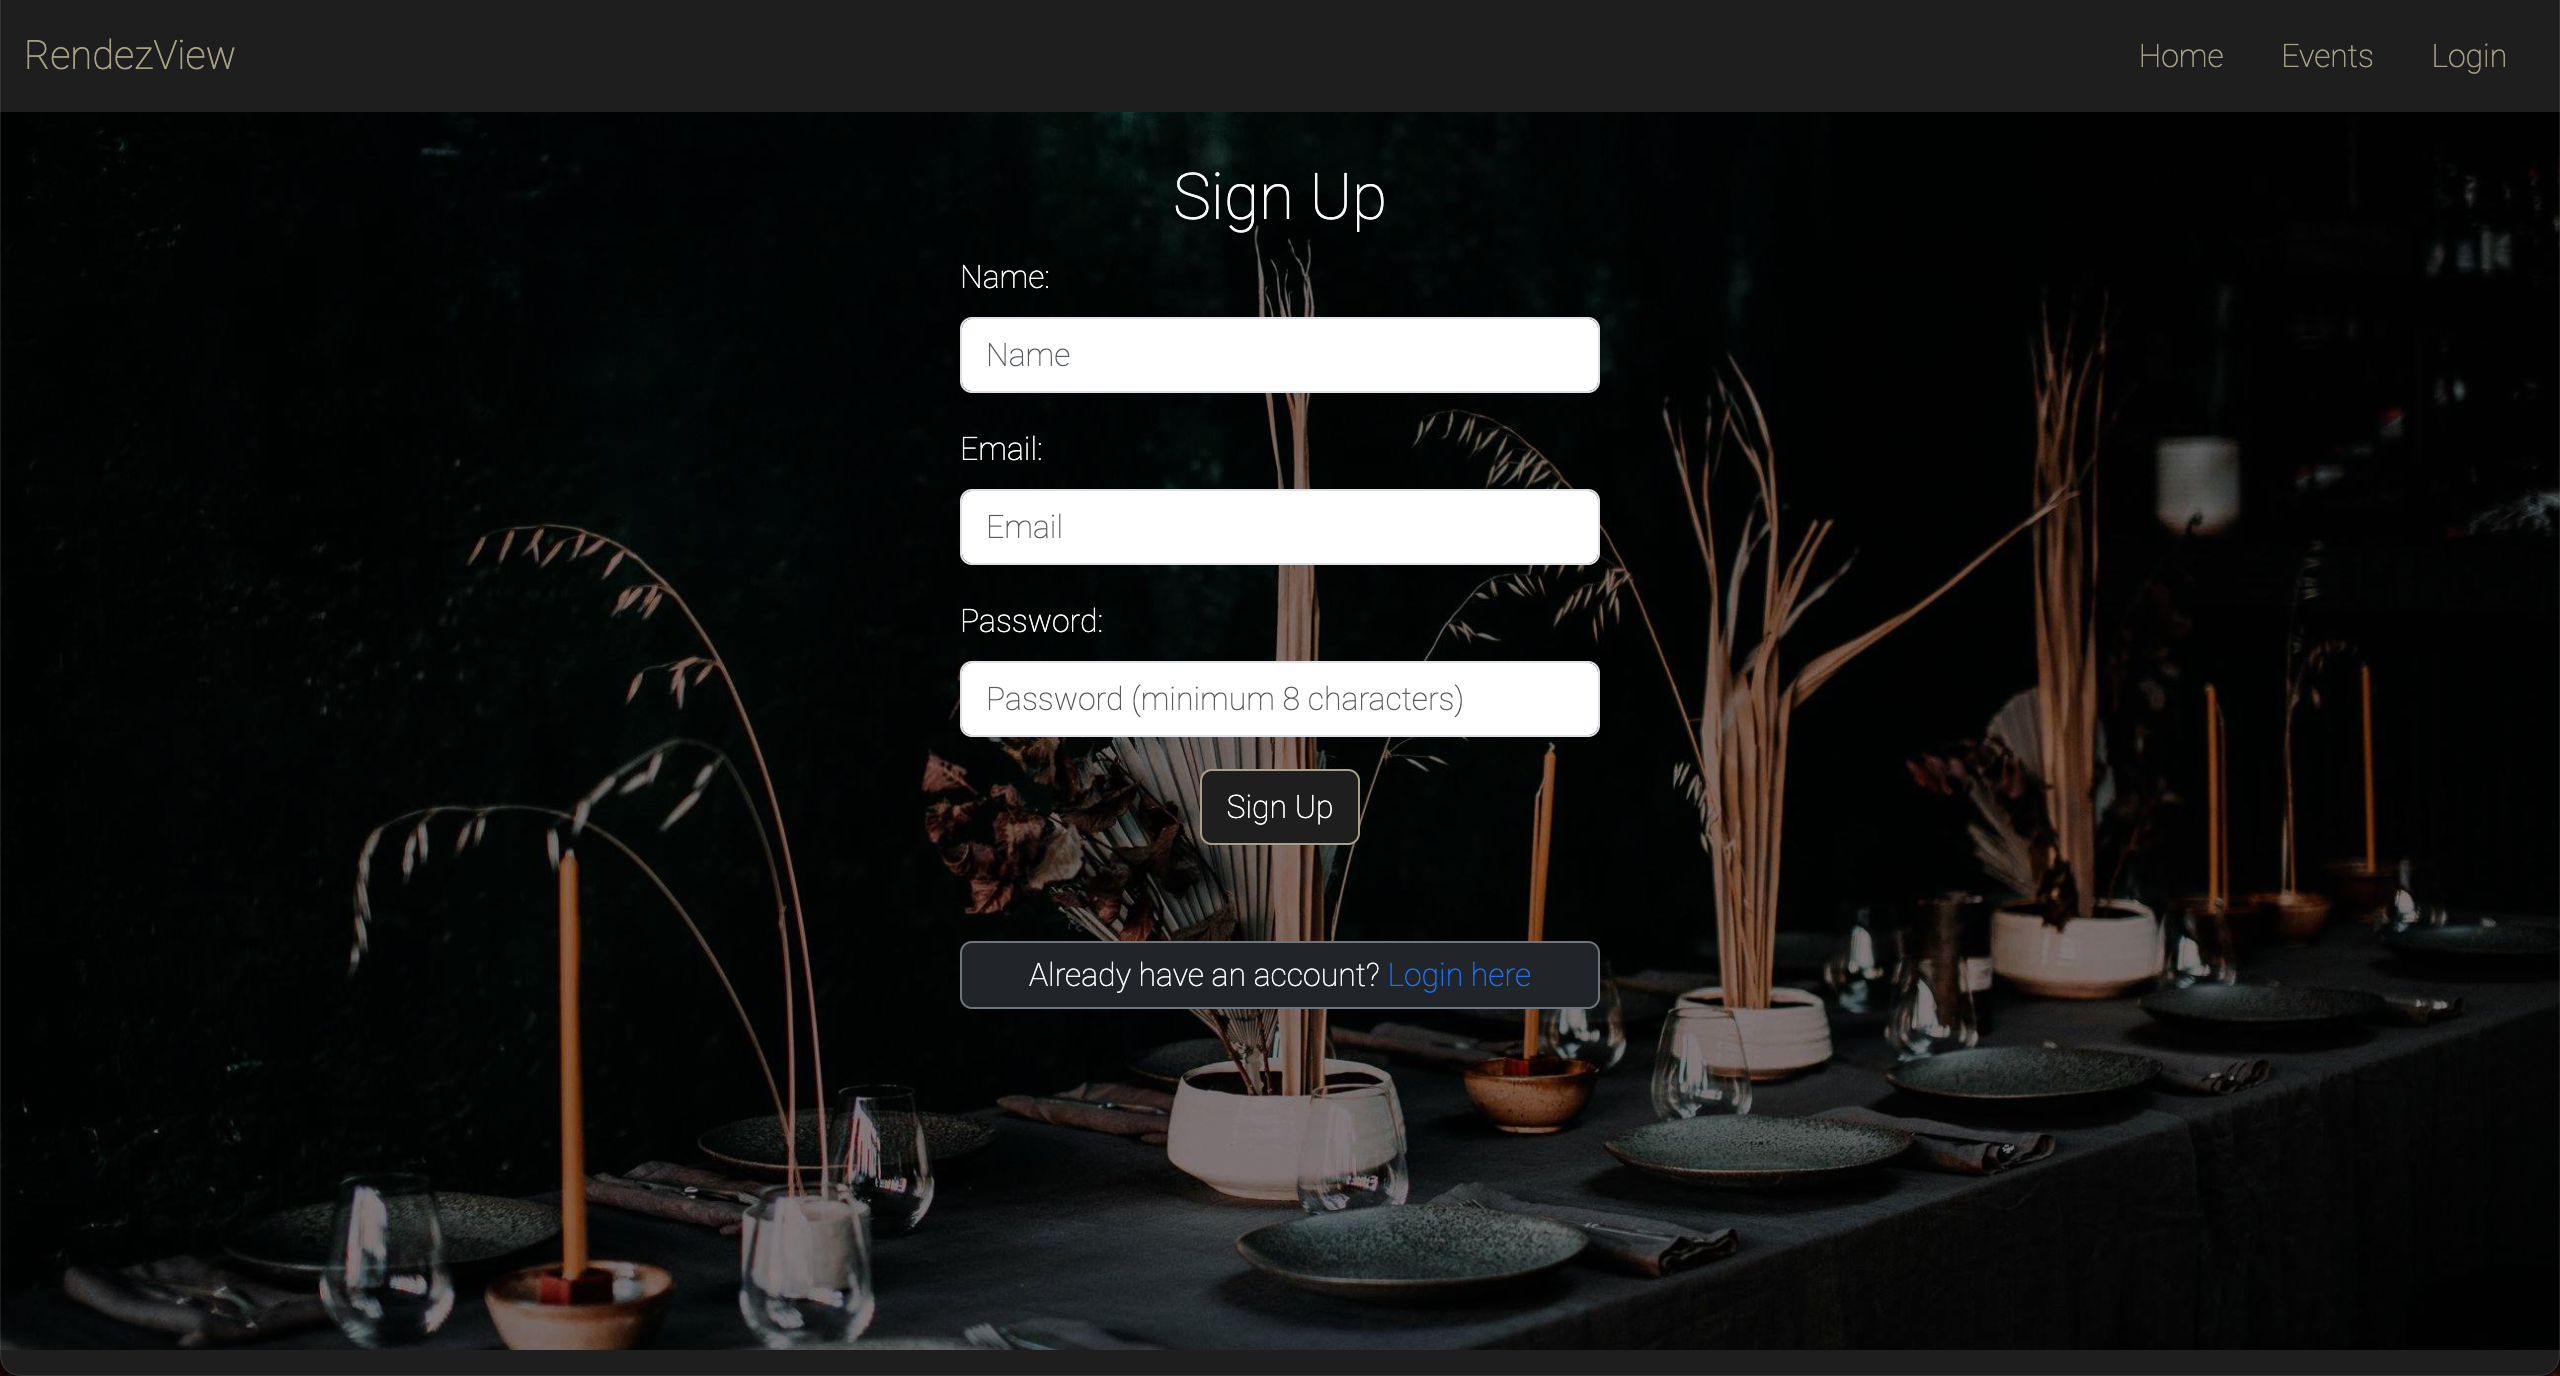 RendezView
Home Events Login
Sign Up
Name:
Name
Email:
Email
Password:
Password (minimum 8 characters)
Sign Up
Already have an account? Login here